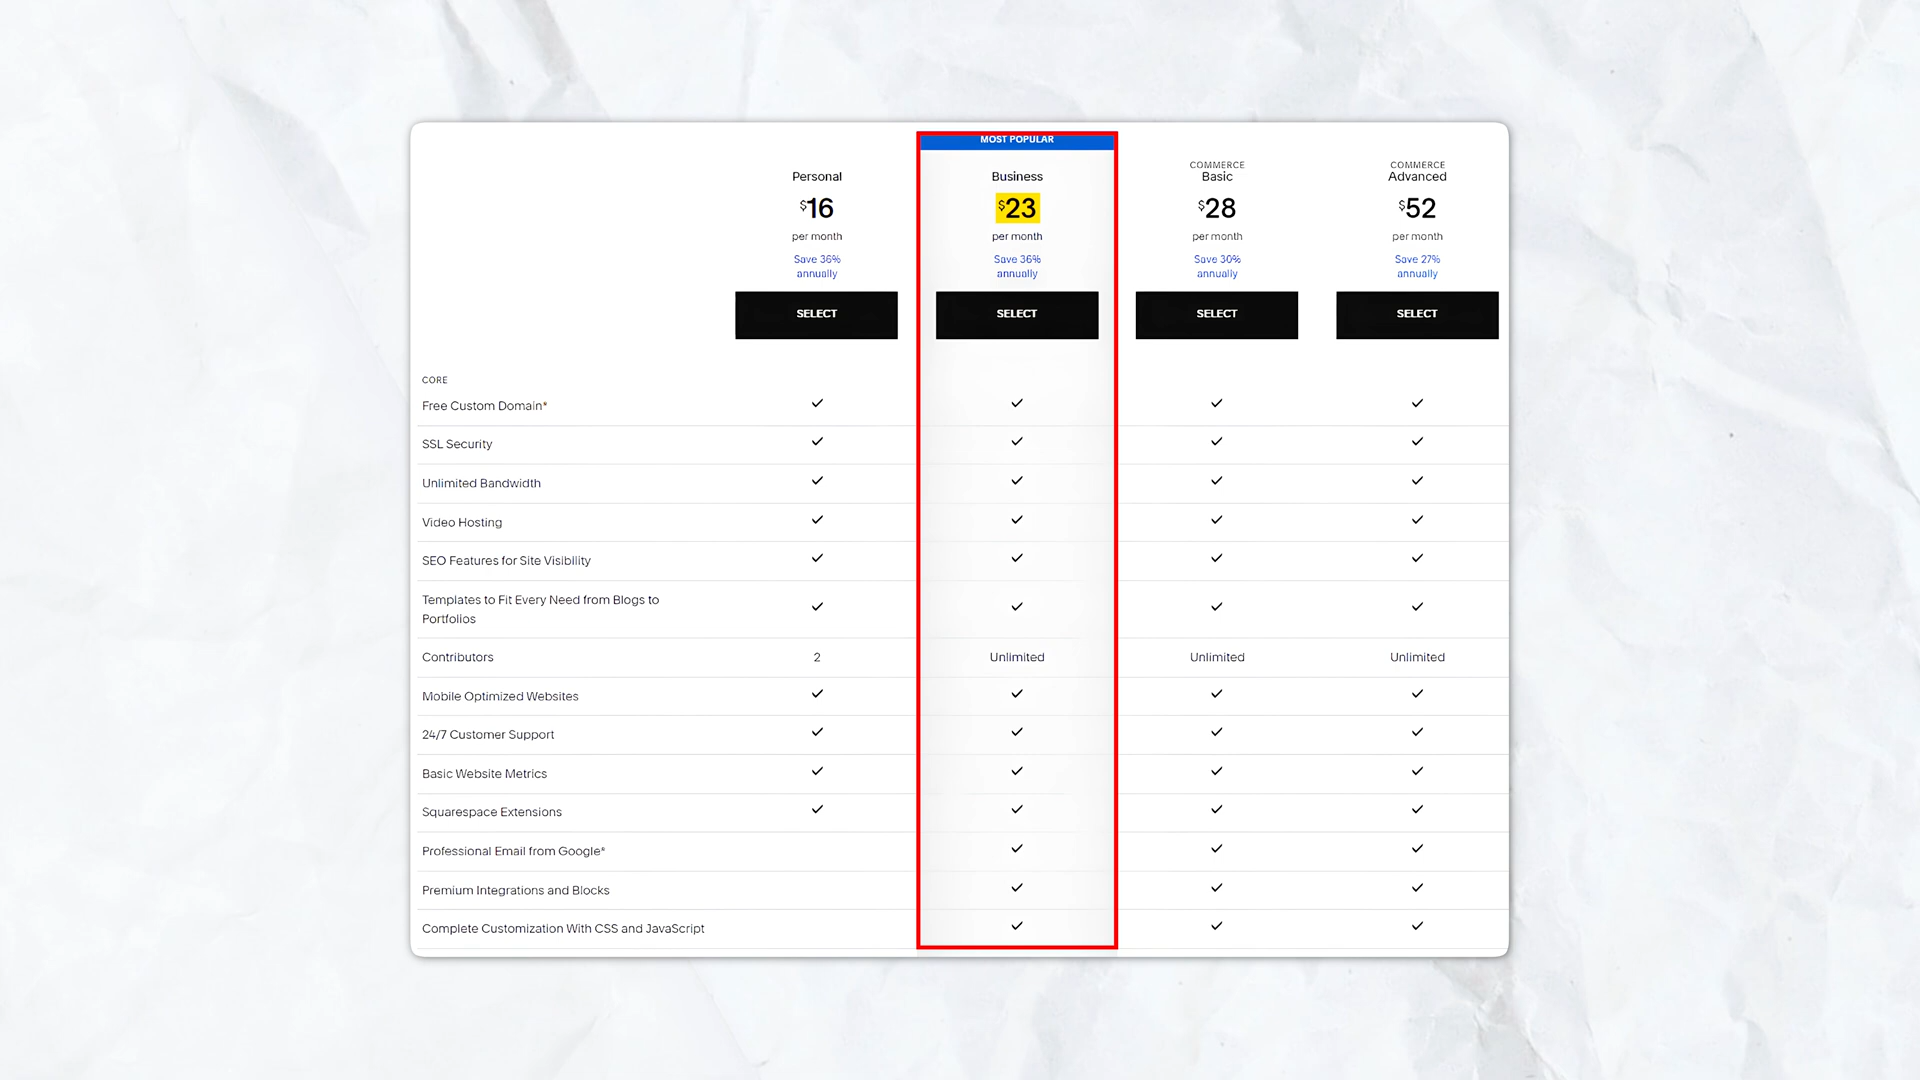 MOST POPULAR
Personal
Business
COMMERCE
Basic
COMMERCE
Advanced
$16
$23
$28
$52
per month
per month
per month
per month
Save 36%
annually
Save 36%
annually
Save 30%
annually
Save 27%
annually
SELECT
SELECT
SELECT
SELECT
CORE
Free Custom Domain*
SSL Security
Unlimited Bandwidth
Video Hosting
SEO Features for Site Visibility
Templates to Fit Every Need from Blogs to
Portfolios
Contributors 2 Unlimited Unlimited Unlimited
Mobile Optimized Websites
24/7 Customer Support
Basic Website Metrics
Squarespace Extensions
Professional Email from Google*
Premium Integrations and Blocks
Complete Customization With CSS and JavaScript